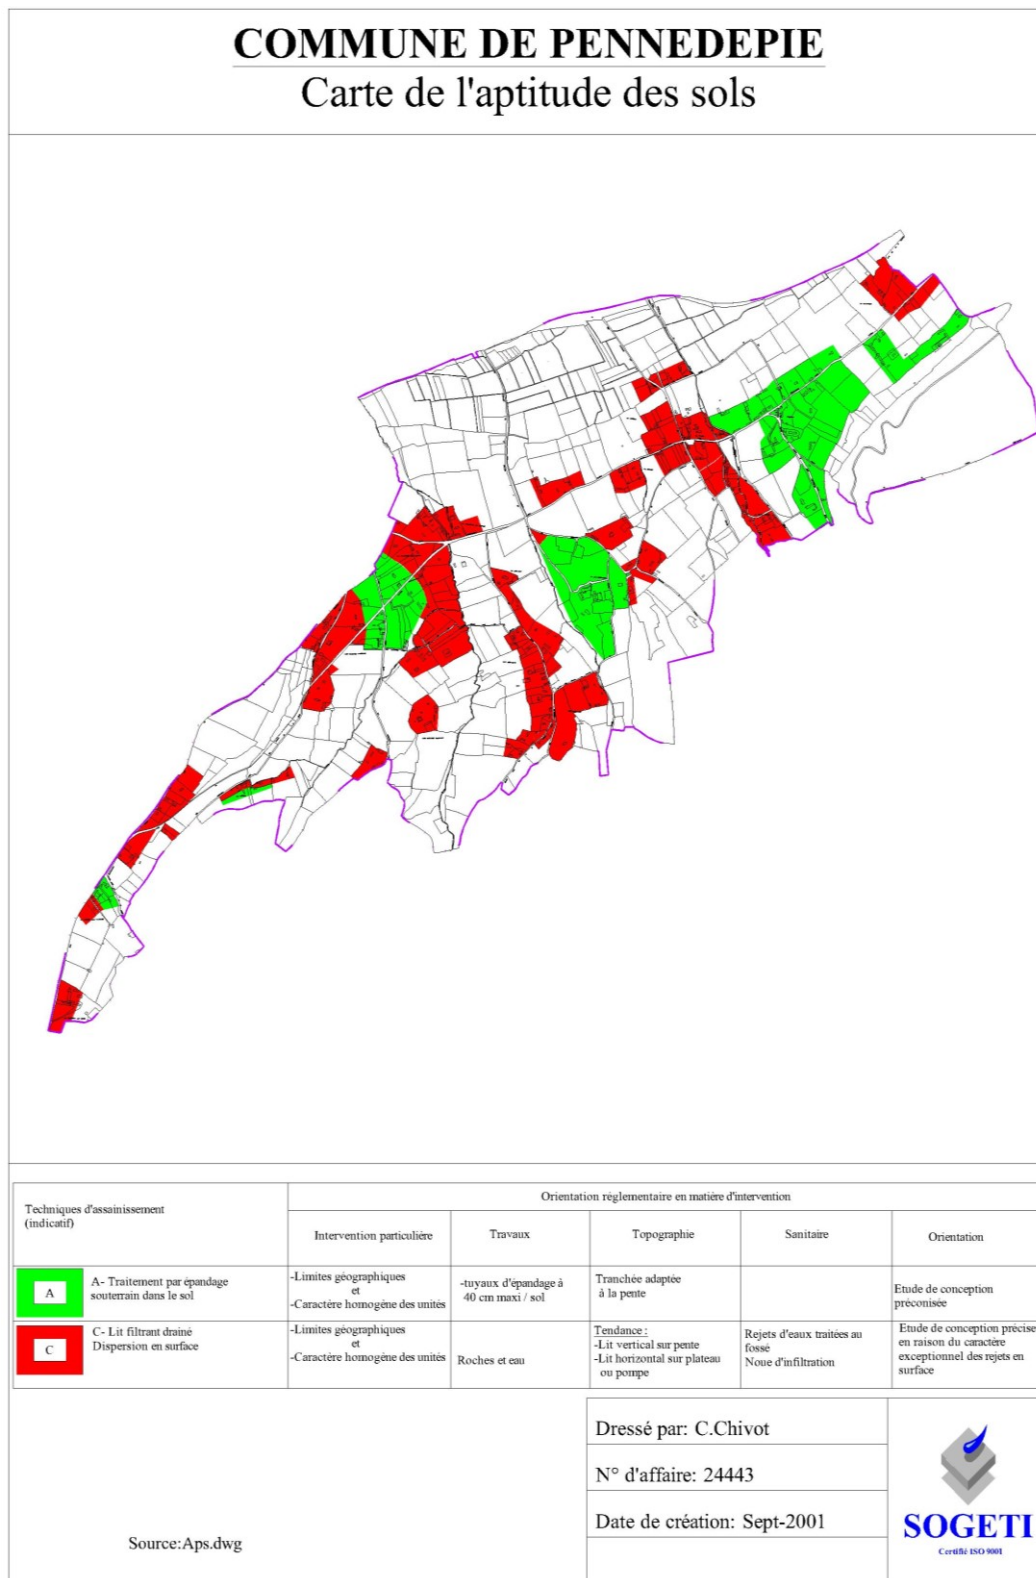 COMMUNE DE PENNEDEPIE
Carte de l'aptitude des sols
Techniques d'assainissement
(indicatif)
Orientation réglementaire en matière d'intervention
Intervention particulière
Travaux
Topographie
Sanitaire
Orientation
A
A- Traitement par épandage
souterrain dans le sol
-Limites géographiques
et
-Caractère homogène des unités
-tuyaux d'épandage à
40 cm maxi / sol
Tranchée adaptée
à la pente
Etude de conception
préconisée
C
C- Lit filtrant drainé
Dispersion en surface
-Limites géographiques
et
-Caractère homogène des unités
Roches et eau
Tendance :
-Lit vertical sur pente
-Lit horizontal sur plateau
ou pompe
Rejets d'eaux traitées au
fossé
Noue d'infiltration
Etude de conception précise
en raison du caractère
exceptionnel des rejets en
surface
Dressé par: C.Chivot
N° d'affaire: 24443
Date de création: Sept-2001
Source:Aps.dwg
SOGETI
Certifié ISO 9001